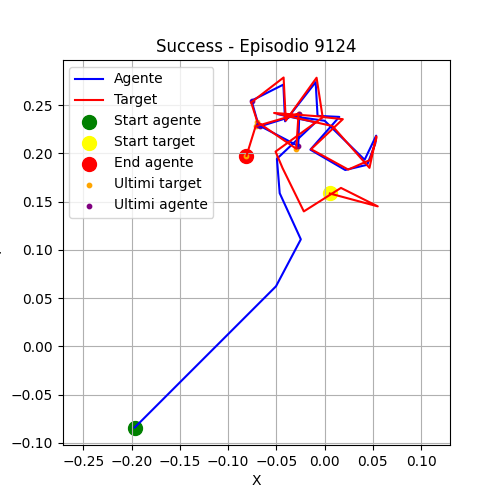 Success - Episodio 9124
Agente
Target
Start agente
Start target
End agente
Ultimi target
Ultimi agente
0.25
0.20
0.15
0.10
0.05
0.00
−0.05
−0.10
−0.25 −0.20 −0.15 −0.10 −0.05 0.00 0.05 0.10
X